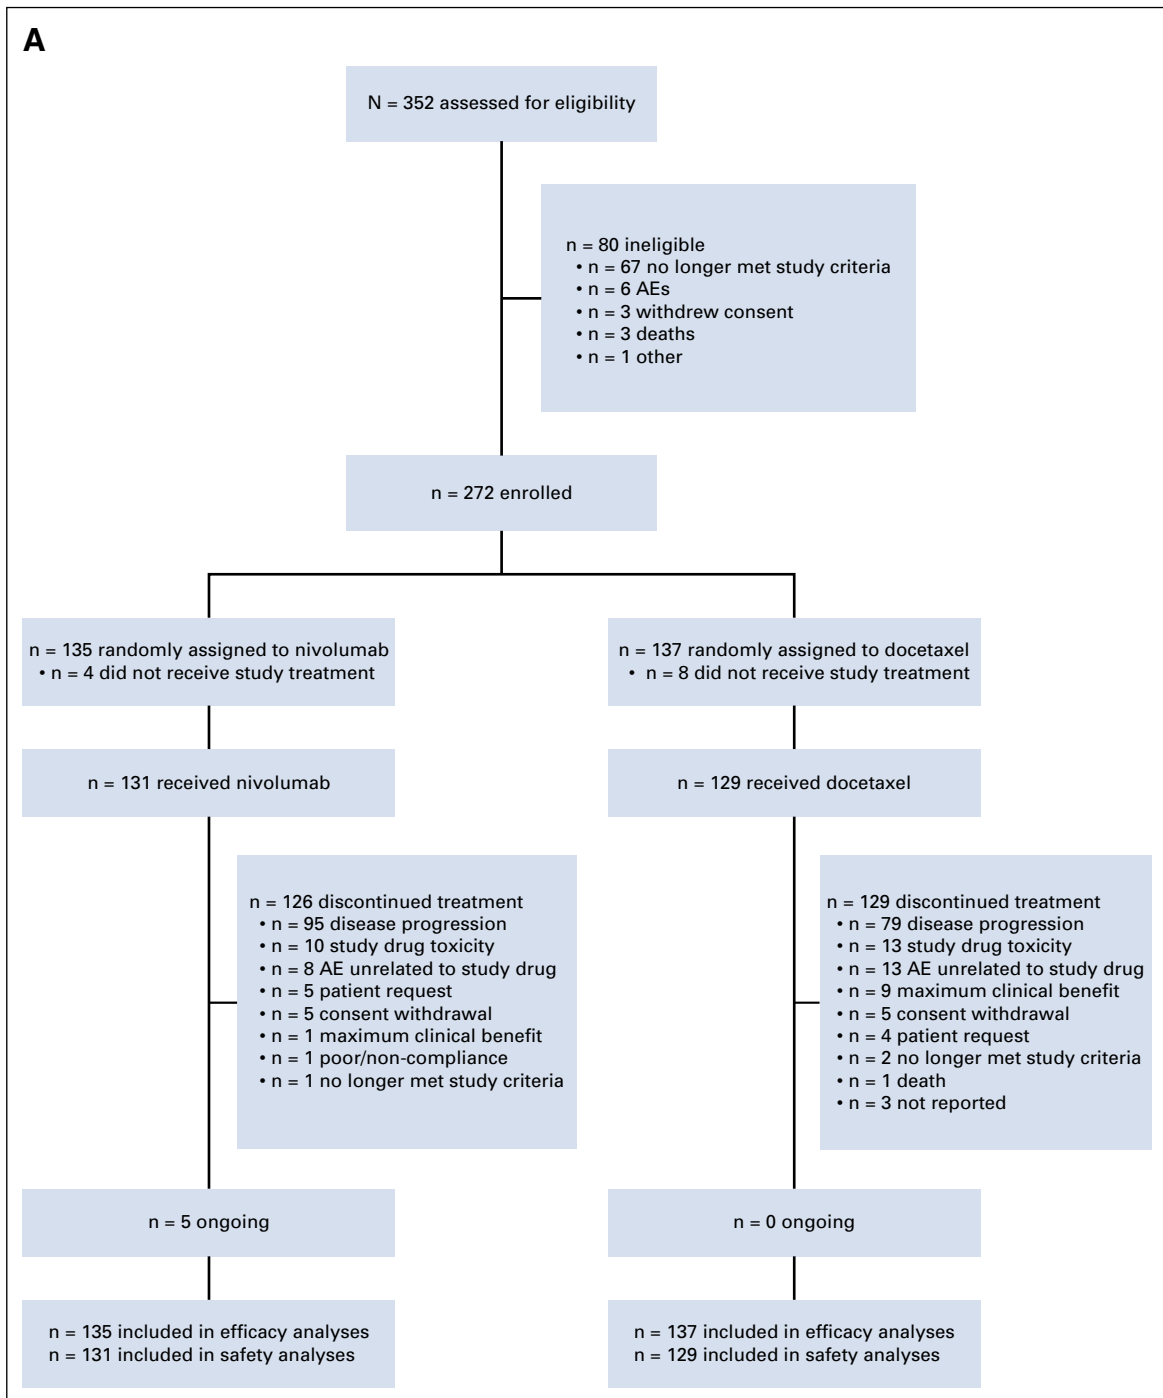 A
N = 352 assessed for eligibility
n = 80 ineligible
• n = 67 no longer met study criteria
• n = 6 AEs
• n = 3 withdrew consent
• n = 3 deaths
• n = 1 other
n = 272 enrolled
n = 135 randomly assigned to nivolumab
• n = 4 did not receive study treatment
n = 137 randomly assigned to docetaxel
• n = 8 did not receive study treatment
n = 131 received nivolumab
n = 129 received docetaxel
n = 126 discontinued treatment
• n = 95 disease progression
• n = 10 study drug toxicity
• n = 8 AE unrelated to study drug
• n = 5 patient request
• n = 5 consent withdrawal
• n = 1 maximum clinical benefit
• n = 1 poor/non-compliance
• n = 1 no longer met study criteria
n = 129 discontinued treatment
• n = 79 disease progression
• n = 13 study drug toxicity
• n = 13 AE unrelated to study drug
• n = 9 maximum clinical benefit
• n = 5 consent withdrawal
• n = 4 patient request
• n = 2 no longer met study criteria
• n = 1 death
• n = 3 not reported
n = 5 ongoing
n = 0 ongoing
n = 135 included in efficacy analyses
n = 131 included in safety analyses
n = 137 included in efficacy analyses
n = 129 included in safety analyses